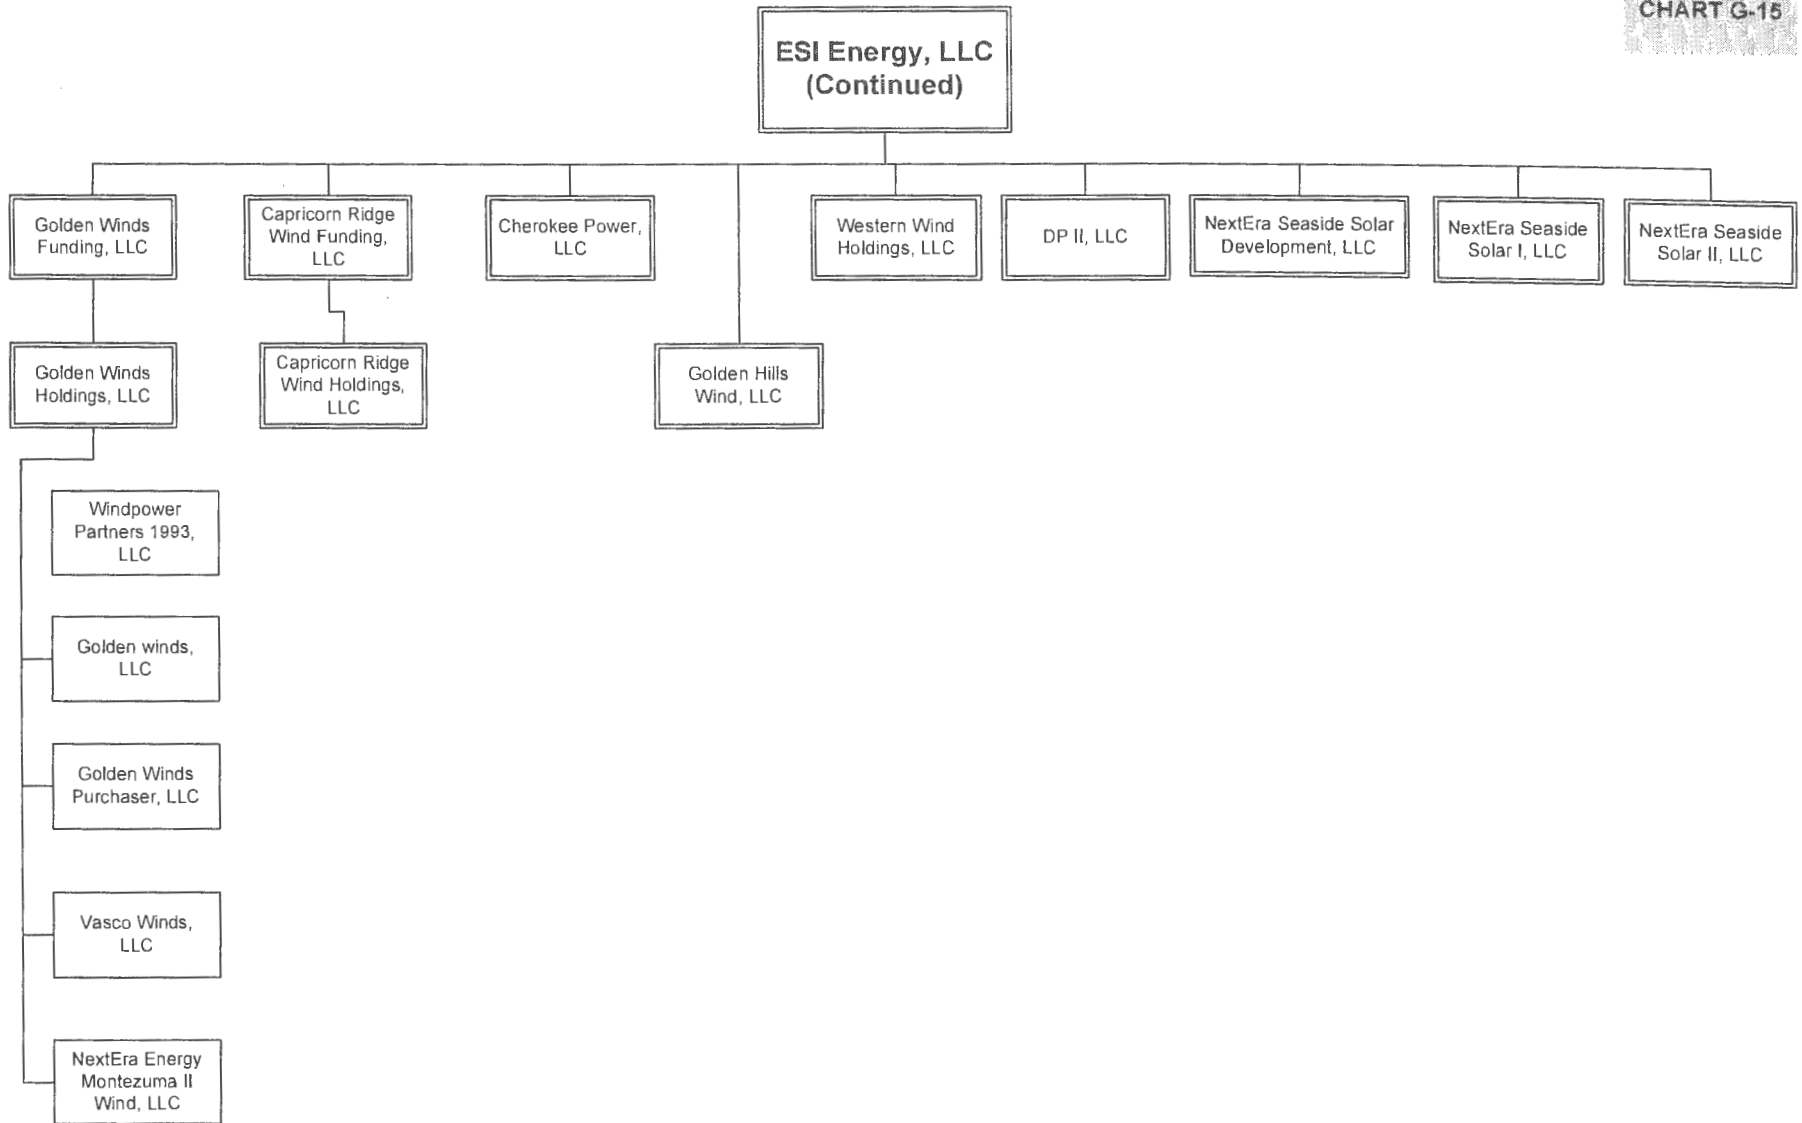 CHART G-15
ESI Energy, LLC
(Continued)
Golden Winds
Funding, LLC
Capricorn Ridge
Wind Funding,
LLC
Cherokee Power,
LLC
Western Wind
Holdings, LLC
DP II, LLC
NextEra Seaside Solar
Development, LLC
NextEra Seaside
Solar I, LLC
NextEra Seaside
Solar II, LLC
Golden Winds
Holdings, LLC
Capricorn Ridge
Wind Holdings,
LLC
Golden Hills
Wind, LLC
Windpower
Partners 1993,
LLC
Golden winds,
LLC
Golden Winds
Purchaser, LLC
Vasco Winds,
LLC
NextEra Energy
Montezuma II
Wind, LLC